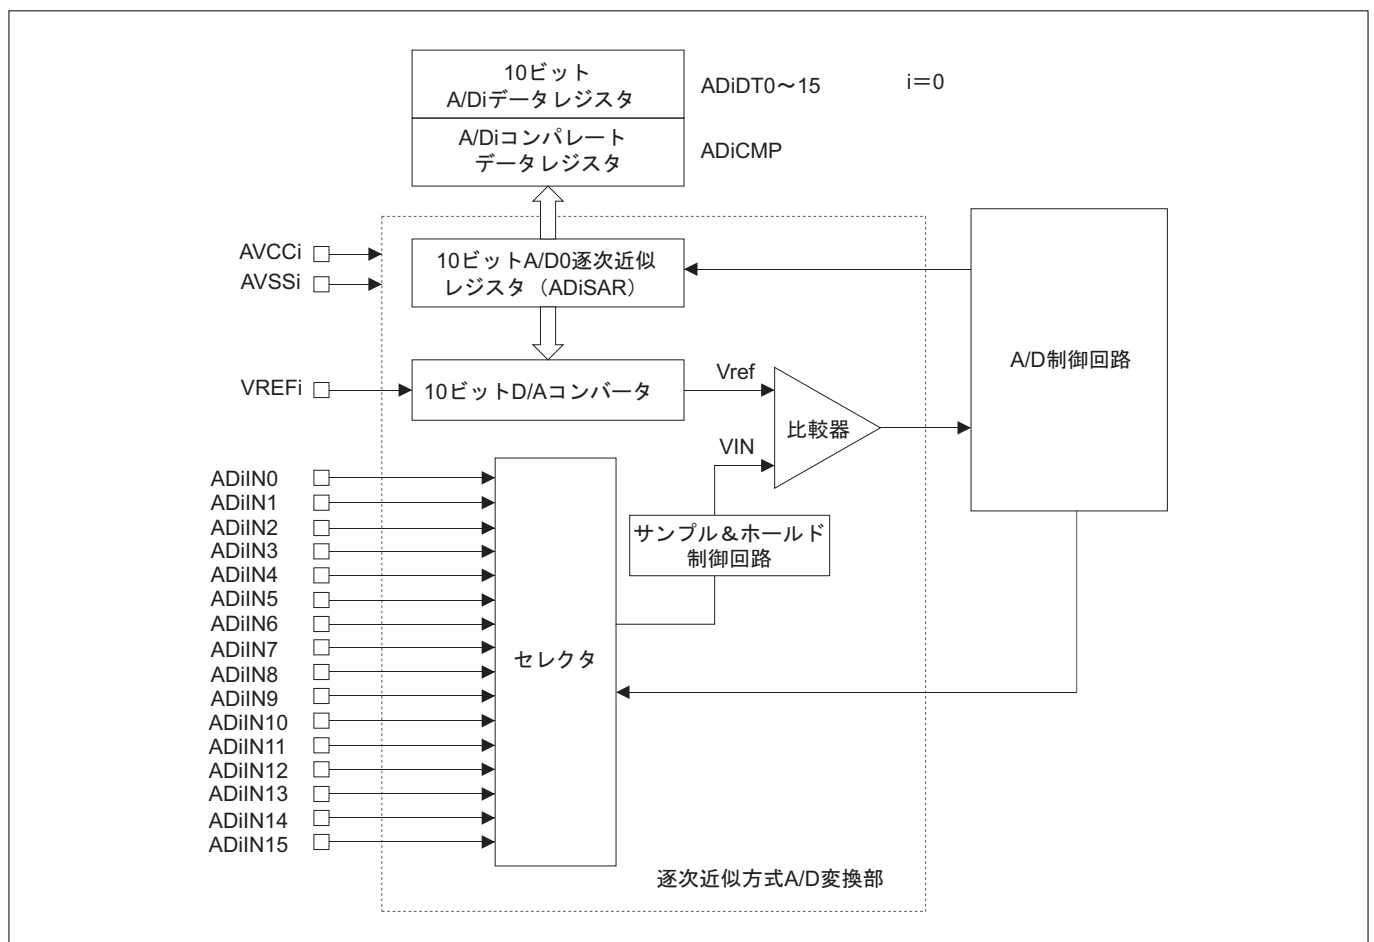 10ビット
A/Diデータレジスタ
ADiDT0～15
i＝0
A/Diコンパレート
データレジスタ
ADiCMP
AVCCi
AVSSi
10ビットA/D0逐次近似
レジスタ（ADiSAR）
A/D制御回路
VREFi
10ビットD/Aコンバータ
Vref
比較器
VIN
サンプル＆ホールド
制御回路
ADiIN0
ADiIN1
ADiIN2
ADiIN3
ADiIN4
ADiIN5
ADiIN6
ADiIN7
ADiIN8
ADiIN9
ADiIN10
ADiIN11
ADiIN12
ADiIN13
ADiIN14
ADiIN15
セレクタ
逐次近似方式A/D変換部